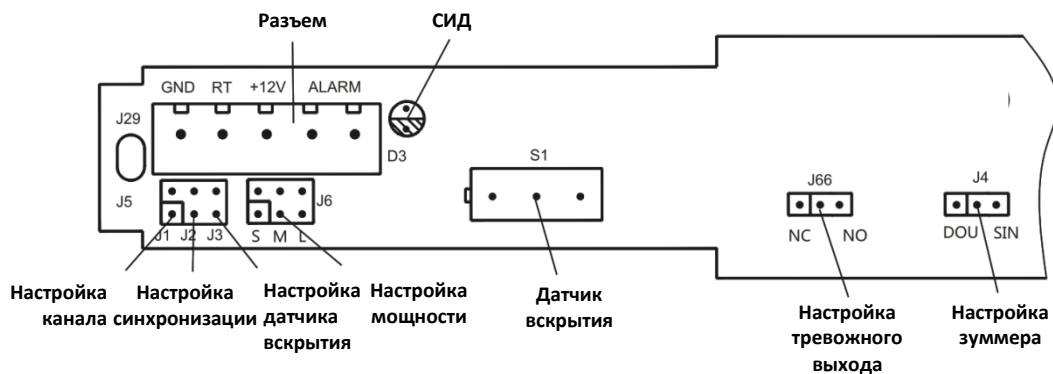 Разъем СИД
GND RT +12V ALARM
J29
D3
S1
J5 J6 J66 J4
J1 J2 J3 S M L
NC NO DOU SIN
Настройка канала
Настройка синхронизации
Настройка датчика вскрытия
Настройка мощности
Датчик вскрытия
Настройка тревожного выхода
Настройка зуммера